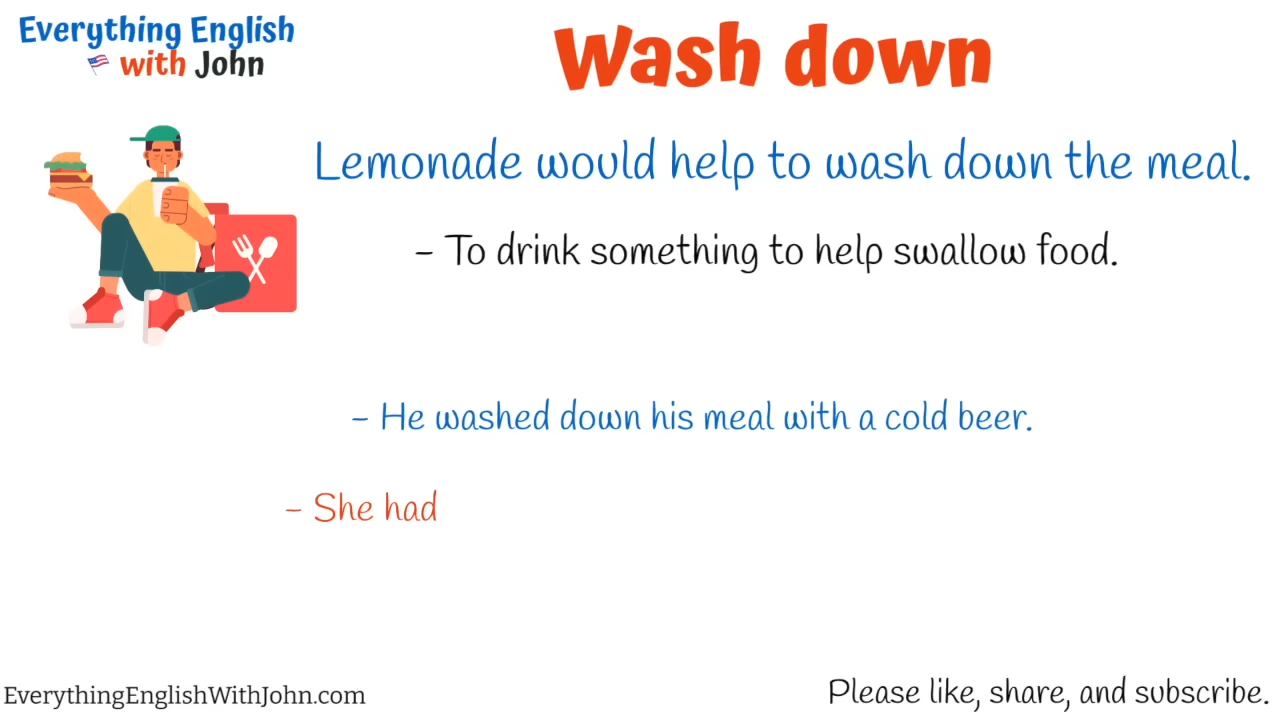 Everything English
with John
Wash down
Lemonade would help to wash down the meal.
- To drink something to help swallow food.
- He washed down his meal with a cold beer.
- She had
EverythingEnglishWithJohn.com
Please like, share, and subscribe.